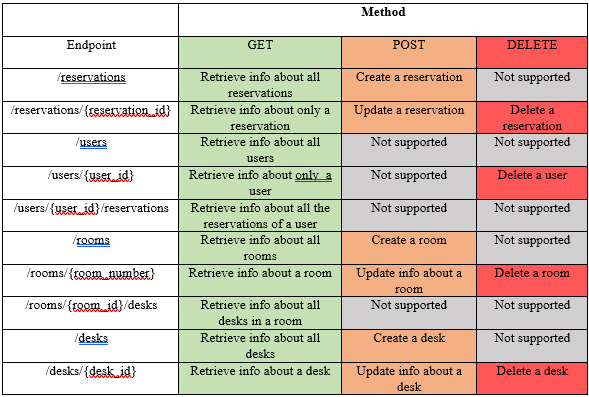 Method
Endpoint GET POST DELETE
/reservations Retrieve info about all Create a reservation Not supported
reservations
/reservations/{reservation_id} Retrieve info about only a Update a reservation Delete a
reservation reservation
/users Retrieve info about all Not supported Not supported
users
/users/{user_id} Retrieve info about only a Not supported Delete a user
user
/users/{user_id}/reservations Retrieve info about all the Not supported Not supported
reservations of a user
/rooms Retrieve info about all Create a room Not supported
rooms
/rooms/{room_number} Retrieve info about a room Update info about a Delete a room
room
/rooms/{room_id}/desks Retrieve info about all Not supported Not supported
desks in a room
/desks Retrieve info about all Create a desk Not supported
desks
/desks/{desk_id} Retrieve info about a desk Update info about a Delete a desk
desk